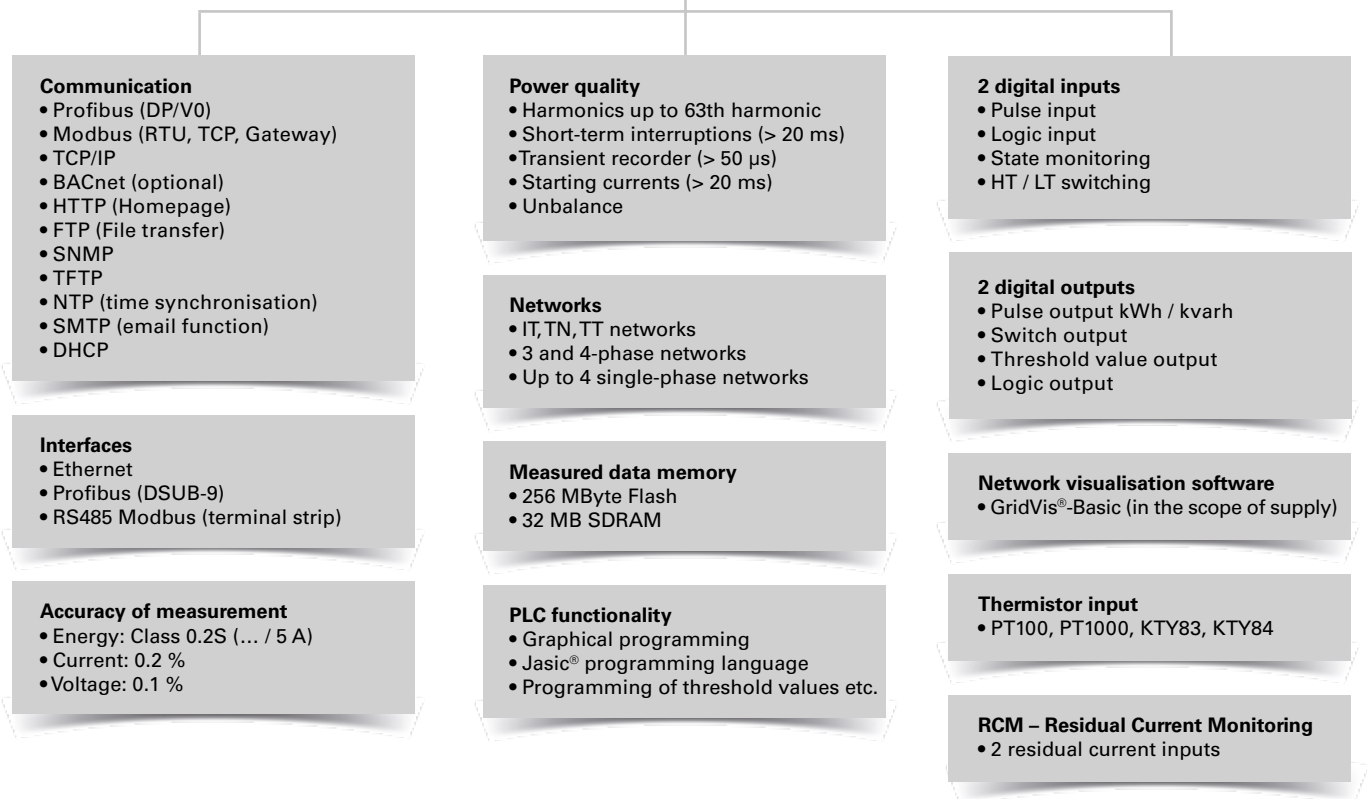 Communication
• Profibus (DP/V0)
• Modbus (RTU, TCP, Gateway)
• TCP/IP
• BACnet (optional)
• HTTP (Homepage)
• FTP (File transfer)
• SNMP
• TFTP
• NTP (time synchronisation)
• SMTP (email function)
• DHCP
Interfaces
• Ethernet
• Profibus (DSUB-9)
• RS485 Modbus (terminal strip)
Accuracy of measurement
• Energy: Class 0.2S (… / 5 A)
• Current: 0.2 %
• Voltage: 0.1 %
Power quality
• Harmonics up to 63th harmonic
• Short-term interruptions (> 20 ms)
• Transient recorder (> 50 µs)
• Starting currents (> 20 ms)
• Unbalance
Networks
• IT, TN, TT networks
• 3 and 4-phase networks
• Up to 4 single-phase networks
Measured data memory
• 256 MByte Flash
• 32 MB SDRAM
PLC functionality
• Graphical programming
• Jasic® programming language
• Programming of threshold values etc.
2 digital inputs
• Pulse input
• Logic input
• State monitoring
• HT / LT switching
2 digital outputs
• Pulse output kWh / kvarh
• Switch output
• Threshold value output
• Logic output
Network visualisation software
• GridVis®-Basic (in the scope of supply)
Thermistor input
• PT100, PT1000, KTY83, KTY84
RCM – Residual Current Monitoring
• 2 residual current inputs